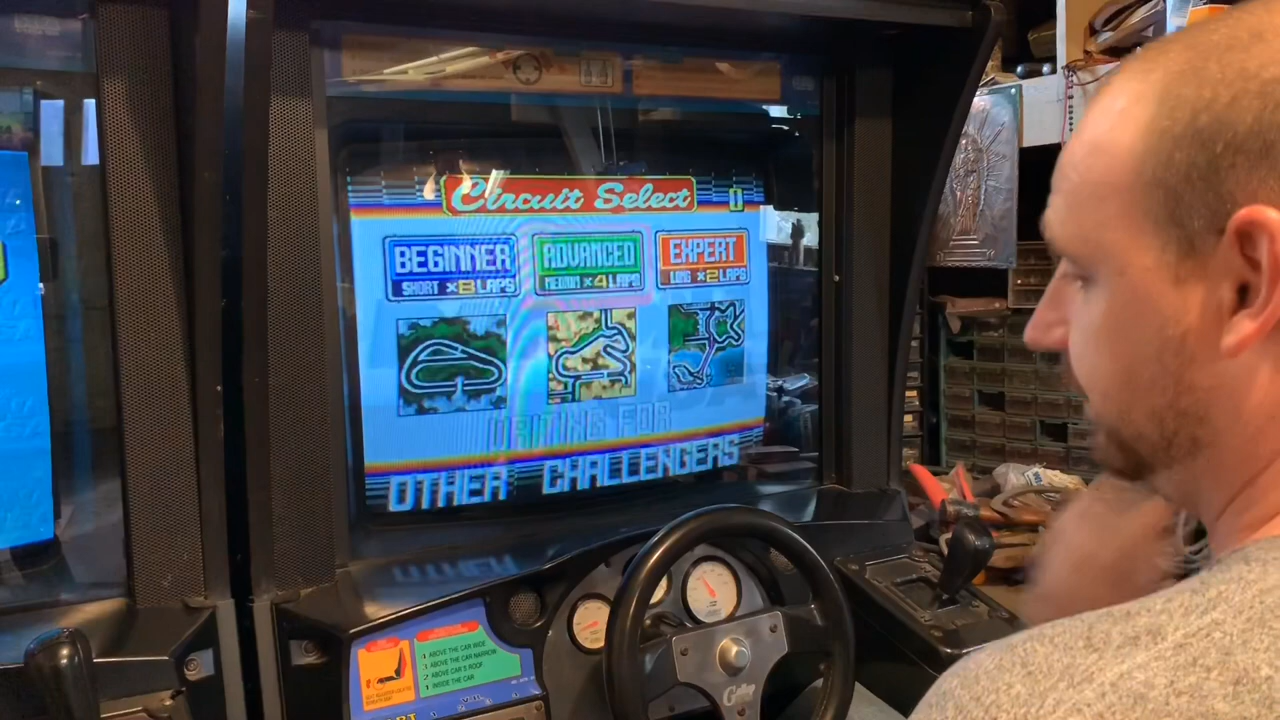 Circuit Select
0
BEGINNER
SHORT ×8 LAPS
ADVANCED
MEDIUM ×4 LAPS
EXPERT
LONG ×2 LAPS
WAITING FOR
OTHER CHALLENGERS
4 ABOVE THE CAR WIDE
3 ABOVE THE CAR NARROW
2 ABOVE CAR'S ROOF
1 INSIDE THE CAR